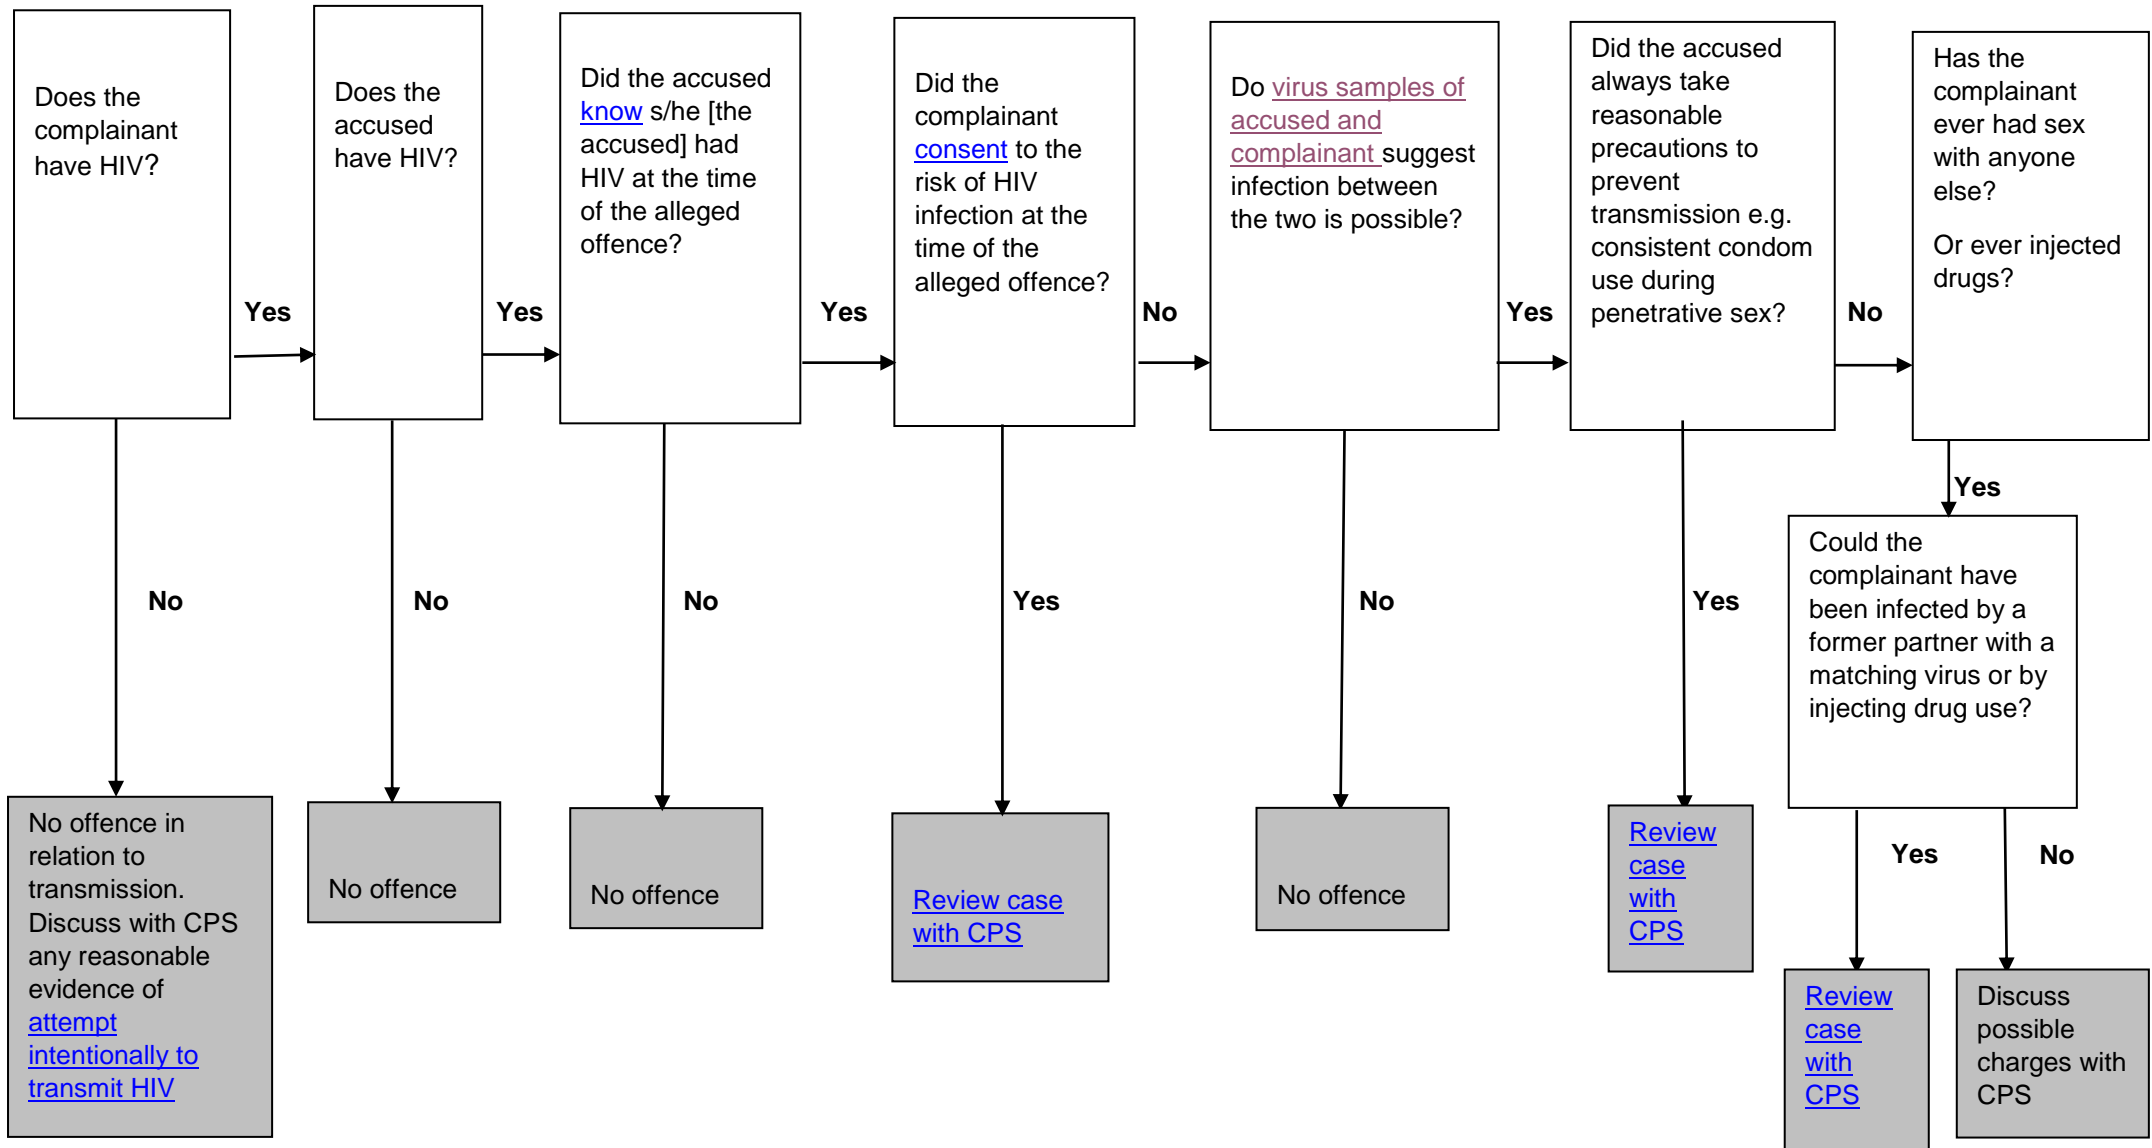 Does the
complainant
have HIV?
Yes
No
No offence in
relation to
transmission.
Discuss with CPS
any reasonable
evidence of
attempt
intentionally to
transmit HIV
Does the
accused
have HIV?
Yes
No
No offence
Did the accused
know s/he [the
accused] had
HIV at the time
of the alleged
offence?
Yes
No
No offence
Did the
complainant
consent to the
risk of HIV
infection at the
time of the
alleged offence?
No
Yes
Review case
with CPS
Do virus samples of
accused and
complainant suggest
infection between
the two is possible?
Yes
No
No offence
Did the accused
always take
reasonable
precautions to
prevent
transmission e.g.
consistent condom
use during
penetrative sex?
No
Yes
Review
case
with
CPS
Has the
complainant
ever had sex
with anyone
else?
Or ever injected
drugs?
Yes
Could the
complainant have
been infected by a
former partner with a
matching virus or by
injecting drug use?
Yes
No
Review
case
with
CPS
Discuss
possible
charges with
CPS